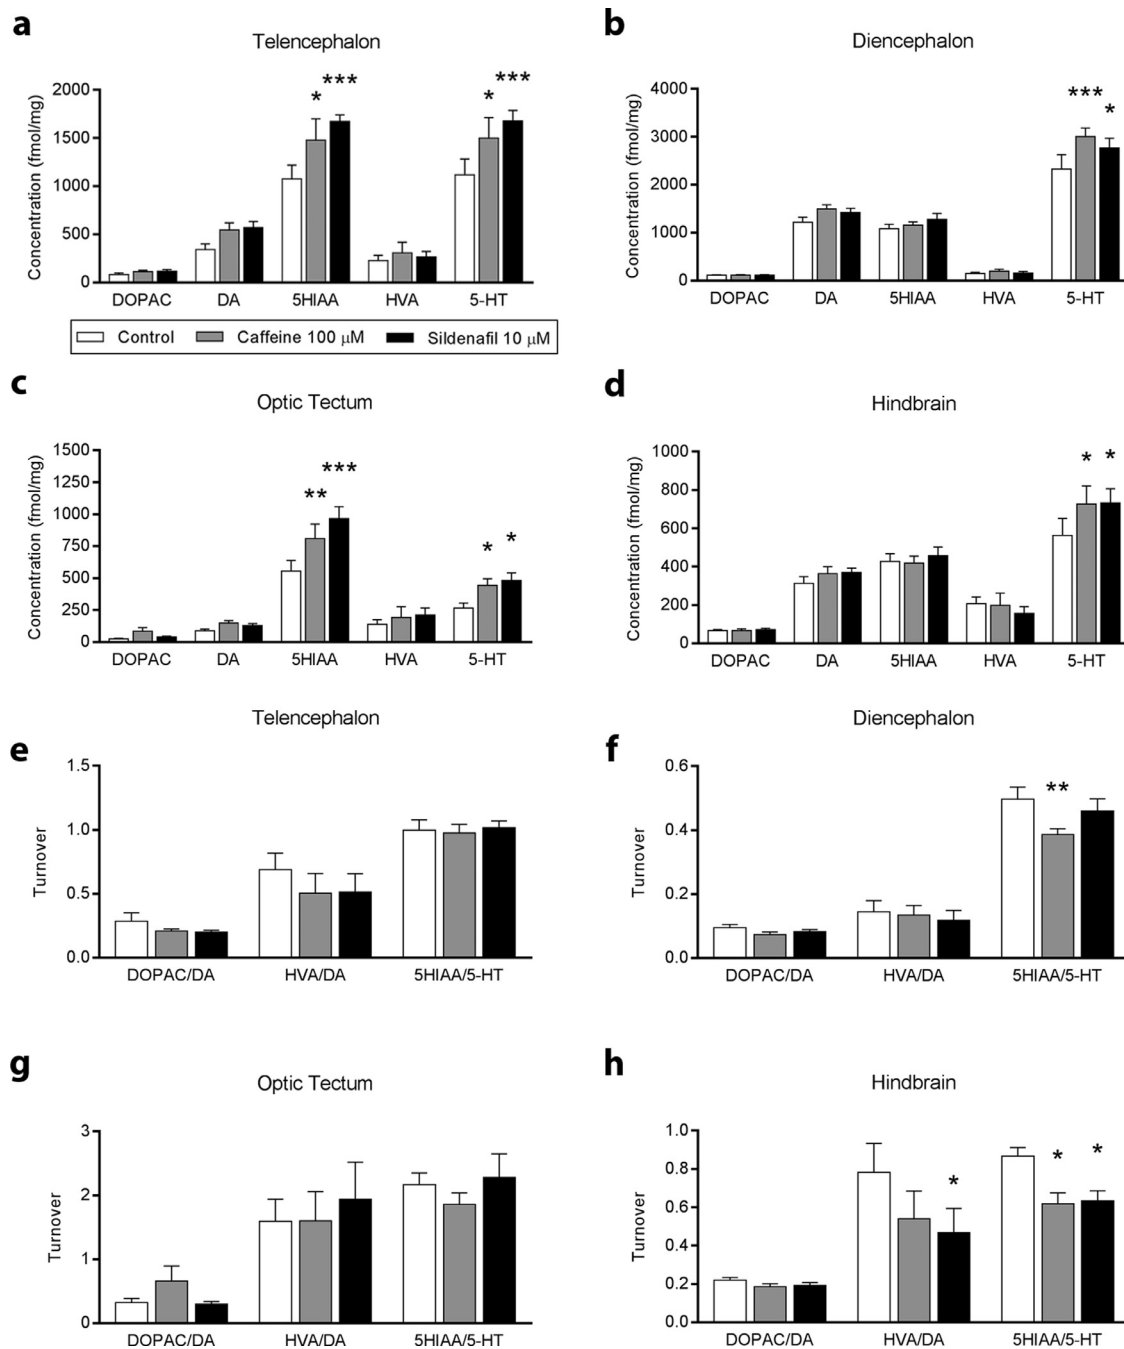 a
Telencephalon
Concentration (fmol/mg)
2000
1500
1000
500
0
* *** * ***
DOPAC DA 5HIAA HVA 5-HT
Control Caffeine 100 μM Sildenafil 10 μM
b
Diencephalon
Concentration (fmol/mg)
4000
3000
2000
1000
0
*** *
DOPAC DA 5HIAA HVA 5-HT
c
Optic Tectum
Concentration (fmol/mg)
1500
1250
1000
750
500
250
0
** *** * *
DOPAC DA 5HIAA HVA 5-HT
d
Hindbrain
Concentration (fmol/mg)
1000
800
600
400
200
0
* *
DOPAC DA 5HIAA HVA 5-HT
e
Telencephalon
Turnover
1.5
1.0
0.5
0.0
DOPAC/DA HVA/DA 5HIAA/5-HT
f
Diencephalon
Turnover
0.6
0.4
0.2
0.0
**
DOPAC/DA HVA/DA 5HIAA/5-HT
g
Optic Tectum
Turnover
3
2
1
0
DOPAC/DA HVA/DA 5HIAA/5-HT
h
Hindbrain
Turnover
1.0
0.8
0.6
0.4
0.2
0.0
* * *
DOPAC/DA HVA/DA 5HIAA/5-HT